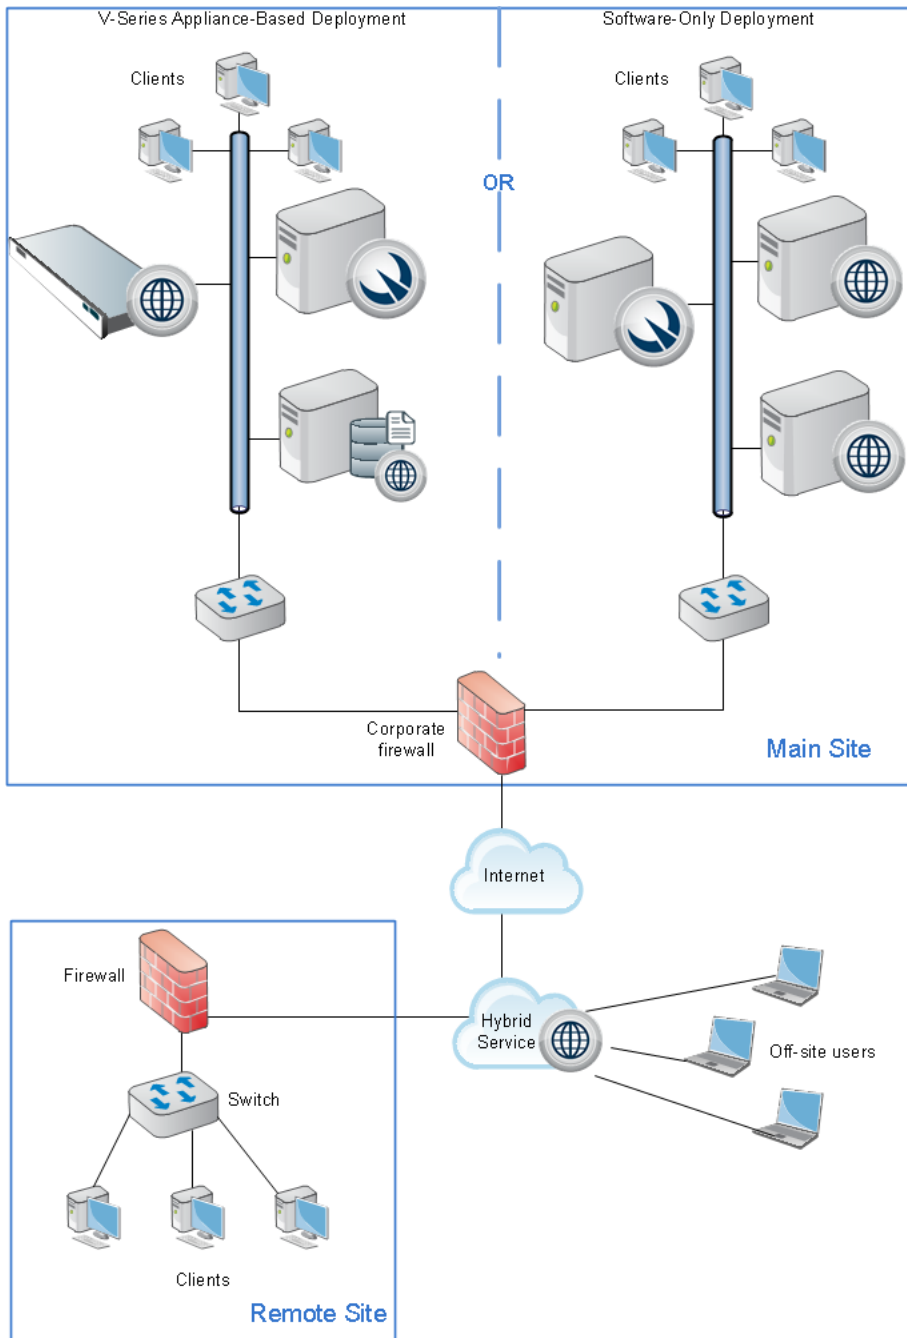 V-Series Appliance-Based Deployment
Software-Only Deployment
Clients
Clients
OR
Corporate
firewall
Main Site
Internet
Firewall
Hybrid
Service
Off-site users
Switch
Clients
Remote Site